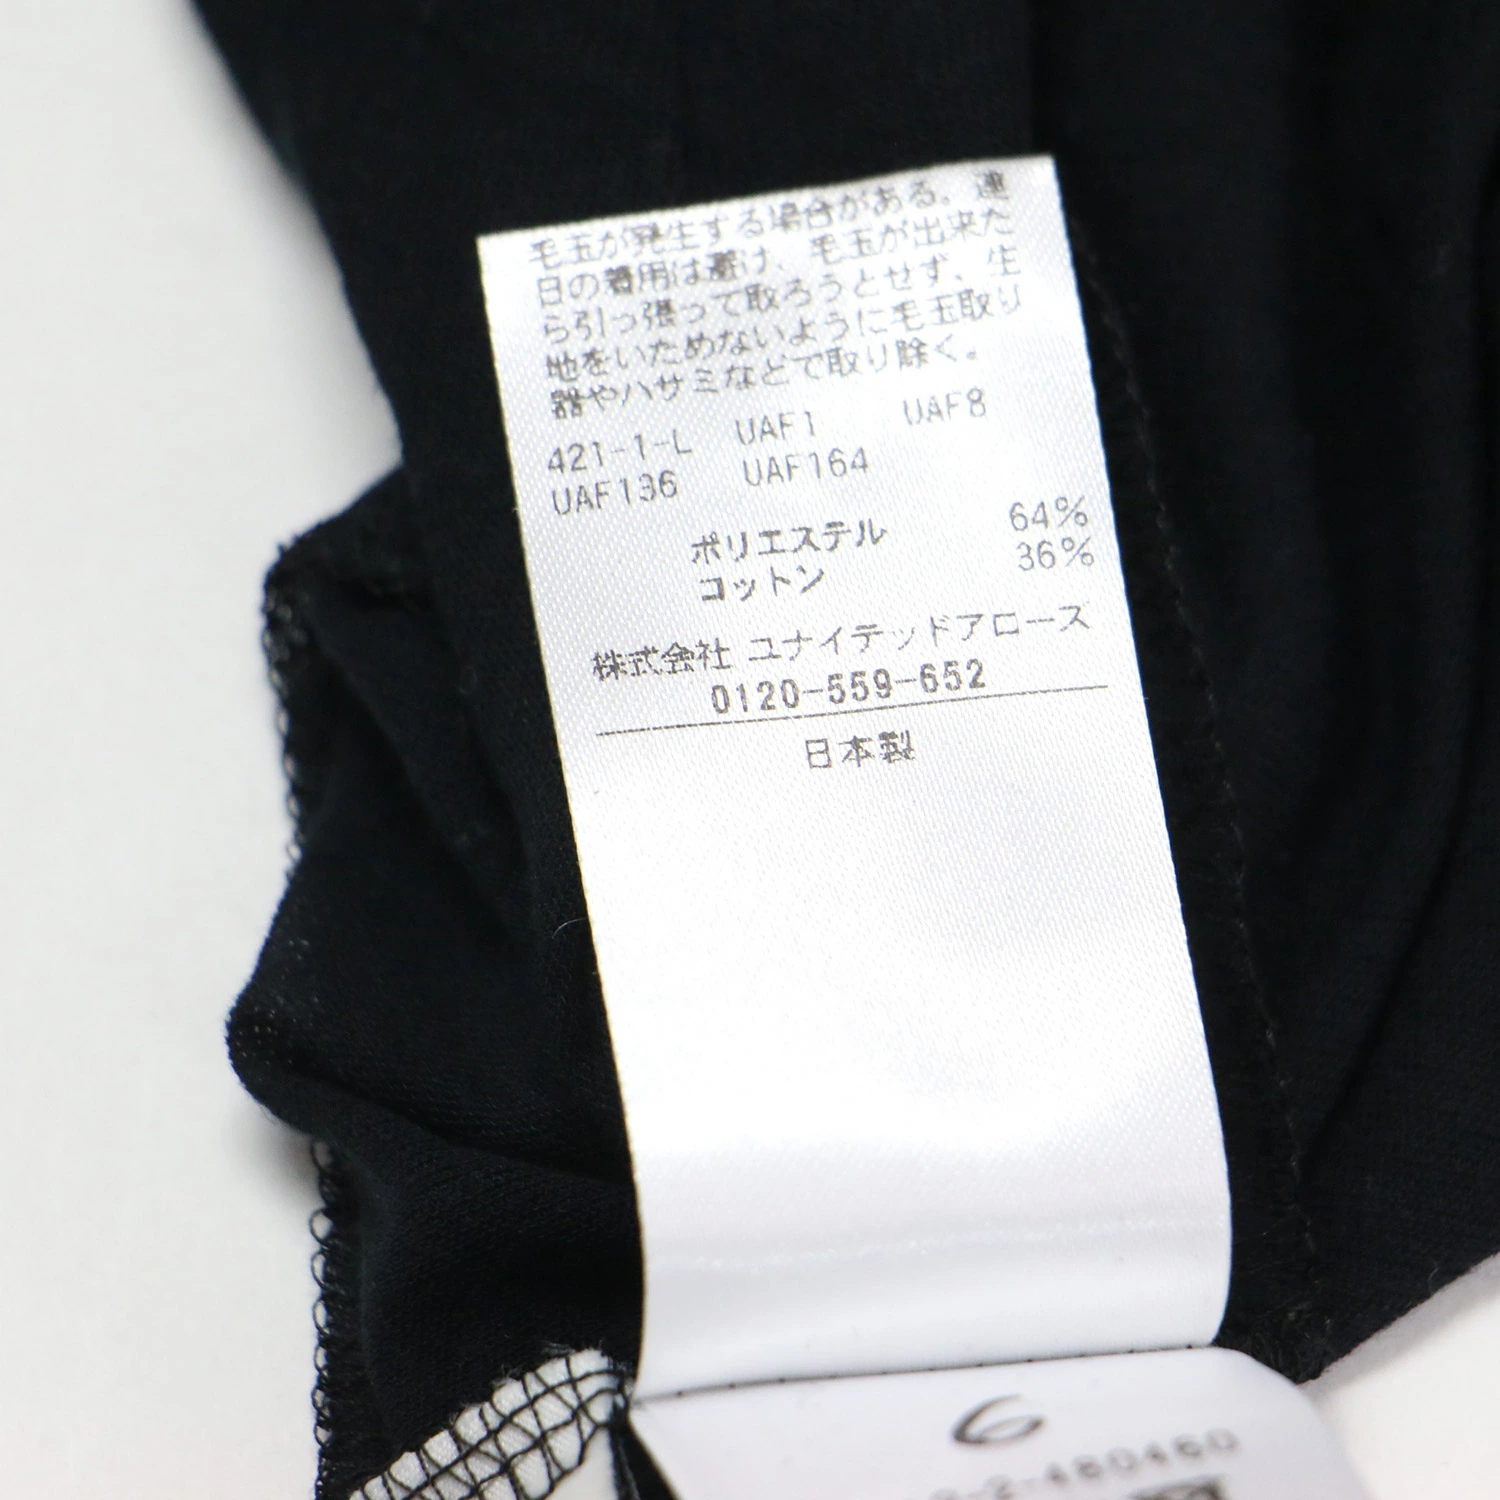 毛玉が発生する場合がある。連
日の着用は避け、毛玉が出来た
ら引っ張って取ろうとせず、生
地をいためないように毛玉取り
器やハサミなどで取り除く。
421-1-L UAF1 UAF8
UAF136 UAF164
ポリエステル 64%
コットン 36%
株式会社 ユナイテッドアローズ
0120-559-652
日本製
6
-2-480460